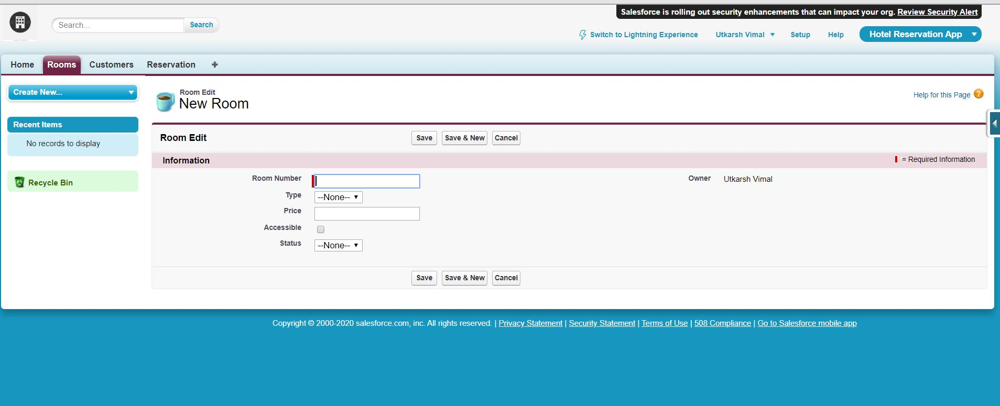 Salesforce is rolling out security enhancements that can impact your org. Review Security Alert
Search...
Search
Switch to Lightning Experience
Utkarsh Vimal
Setup
Help
Hotel Reservation App
Home
Rooms
Customers
Reservation
Create New...
Recent Items
No records to display
Recycle Bin
Room Edit
New Room
Help for this Page
Room Edit
Save
Save & New
Cancel
Information
= Required Information
Room Number
Owner
Utkarsh Vimal
Type
--None--
Price
Accessible
Status
--None--
Save
Save & New
Cancel
Copyright © 2000-2020 salesforce.com, inc. All rights reserved. | Privacy Statement | Security Statement | Terms of Use | 508 Compliance | Go to Salesforce mobile app